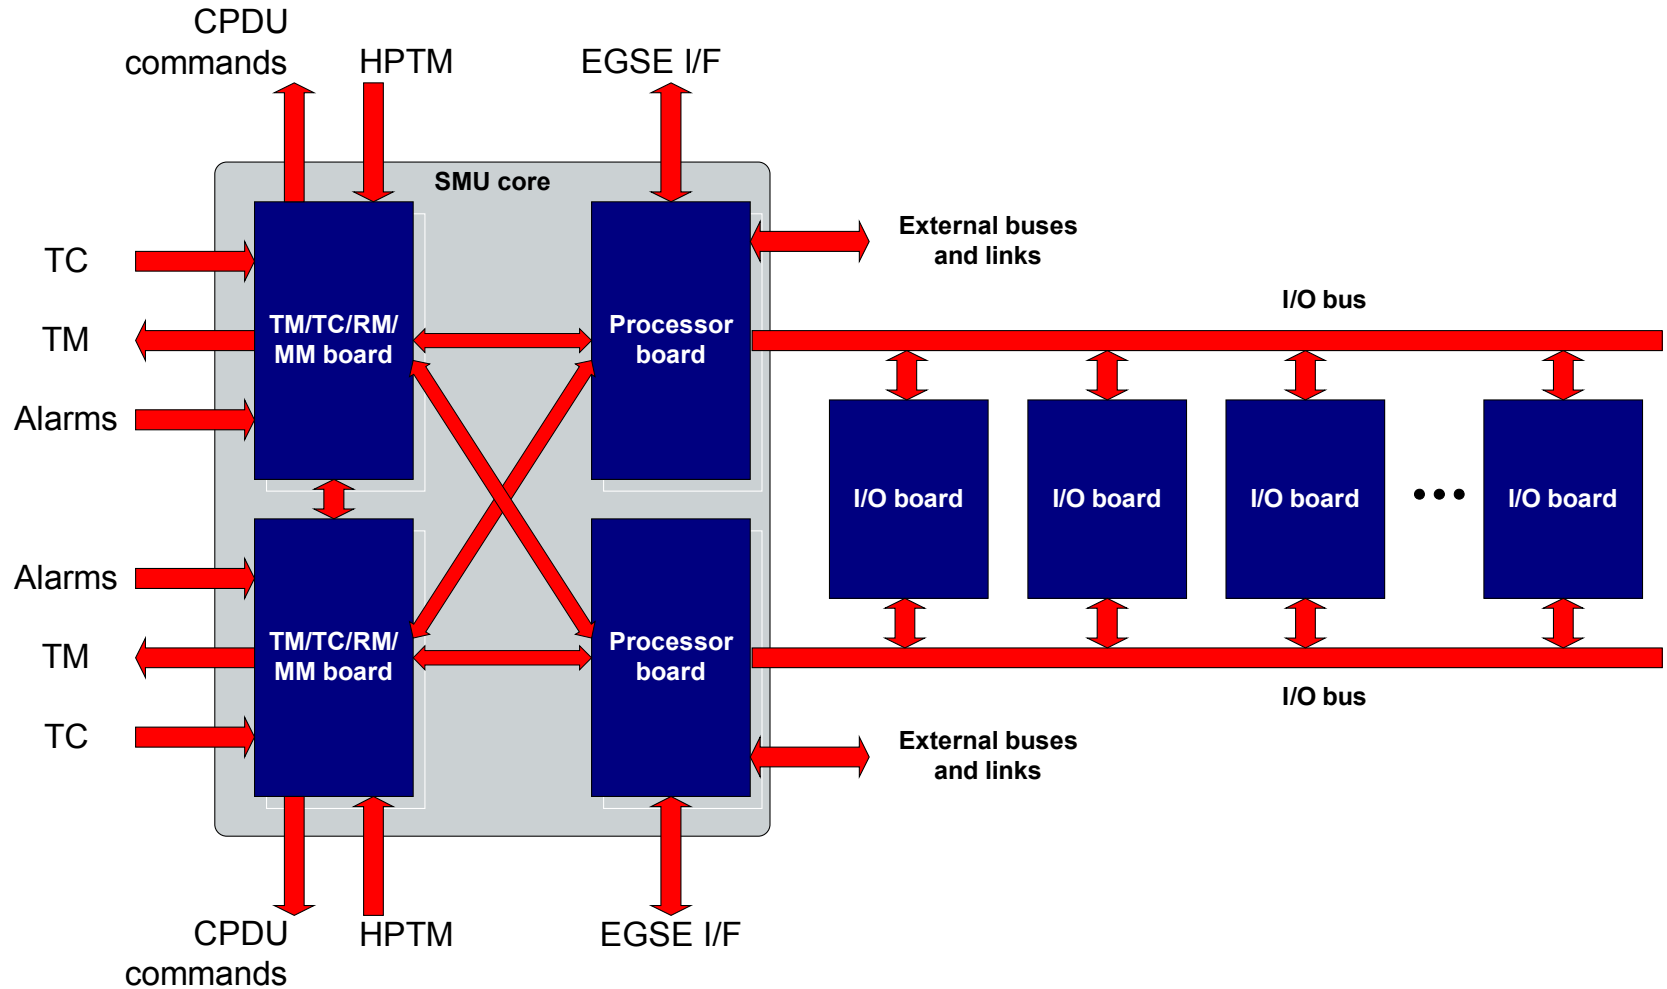 CPDU
commands
HPTM
EGSE I/F
SMU core
TC
TM
Alarms
TM/TC/RM/
MM board
Processor
board
External buses
and links
I/O bus
I/O board
I/O board
I/O board
I/O board
Alarms
TM
TC
TM/TC/RM/
MM board
Processor
board
I/O bus
External buses
and links
CPDU
commands
HPTM
EGSE I/F